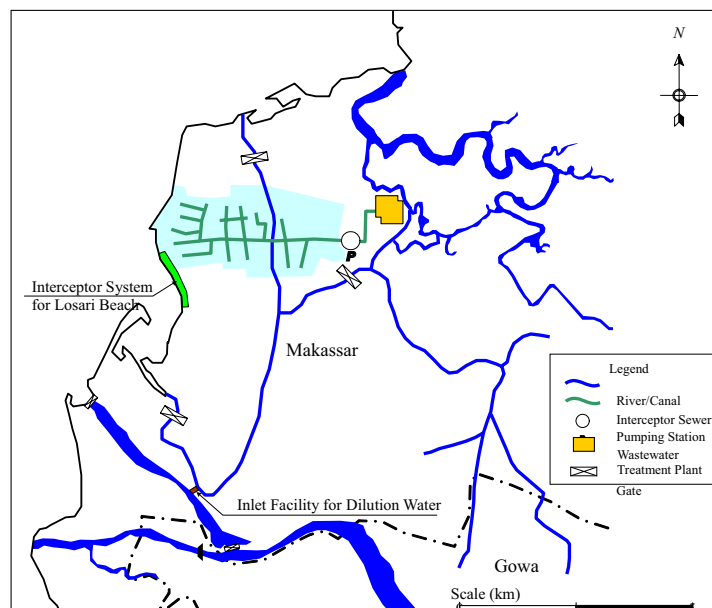 N
P
Interceptor System
for Losari Beach
Makassar
Legend
River/Canal
Interceptor Sewer
Pumping Station
Wastewater
Treatment Plant
Gate
Inlet Facility for Dilution Water
Gowa
Scale (km)